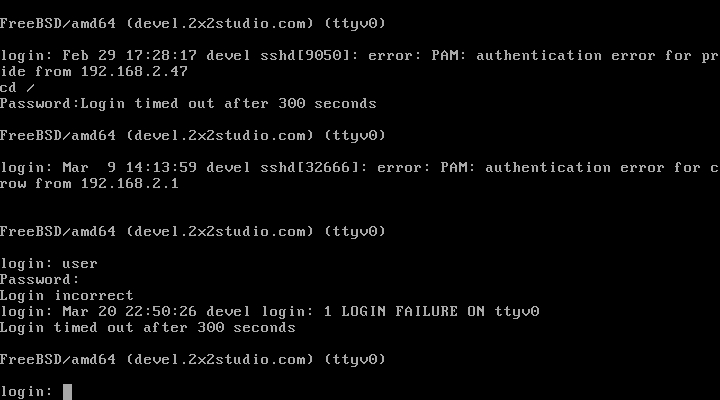 FreeBSD/amd64 (devel.2x2studio.com) (ttyv0)
login: Feb 29 17:28:17 devel sshd[9050]: error: PAM: authentication error for pr
ide from 192.168.2.47
cd /
Password:Login timed out after 300 seconds
FreeBSD/amd64 (devel.2x2studio.com) (ttyv0)
login: Mar  9 14:13:59 devel sshd[32666]: error: PAM: authentication error for c
row from 192.168.2.1
FreeBSD/amd64 (devel.2x2studio.com) (ttyv0)
login: user
Password:
Login incorrect
login: Mar 20 22:50:26 devel login: 1 LOGIN FAILURE ON ttyv0
Login timed out after 300 seconds
FreeBSD/amd64 (devel.2x2studio.com) (ttyv0)
login: